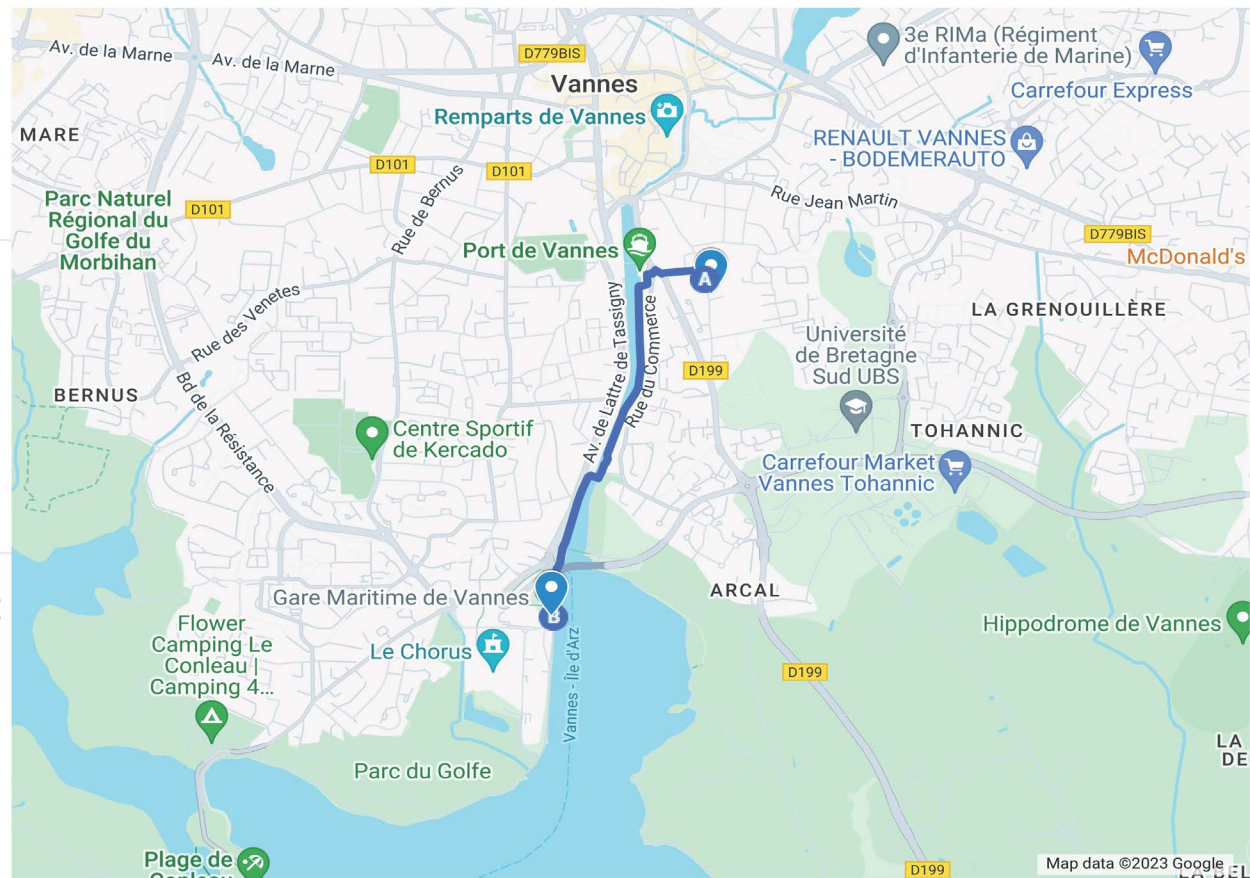 Av. de la Marne
Av. de la Marne
D779BIS
Vannes
3e RIMa (Régiment
d'Infanterie de Marine)
Carrefour Express
Remparts de Vannes
MARE
RENAULT VANNES
- BODEMERAUTO
D101
D101
Rue de Bernus
Rue Jean Martin
Parc Naturel
Régional du
Golfe du
Morbihan
D101
D779BIS
McDonald's
Port de Vannes
A
Rue des Venetes
Av. de Lattre de Tassigny
Rue du Commerce
LA GRENOUILLÈRE
Université
de Bretagne
Sud UBS
D199
BERNUS
Bd de la Résistance
Centre Sportif
de Kercado
TOHANNIC
Carrefour Market
Vannes Tohannic
Gare Maritime de Vannes
B
ARCAL
Flower
Camping Le
Conleau |
Camping 4...
Le Chorus
Hippodrome de Vannes
Vannes - Île d'Arz
D199
LA
DE
Parc du Golfe
Plage de
Conleau
D199
Map data ©2023 Google